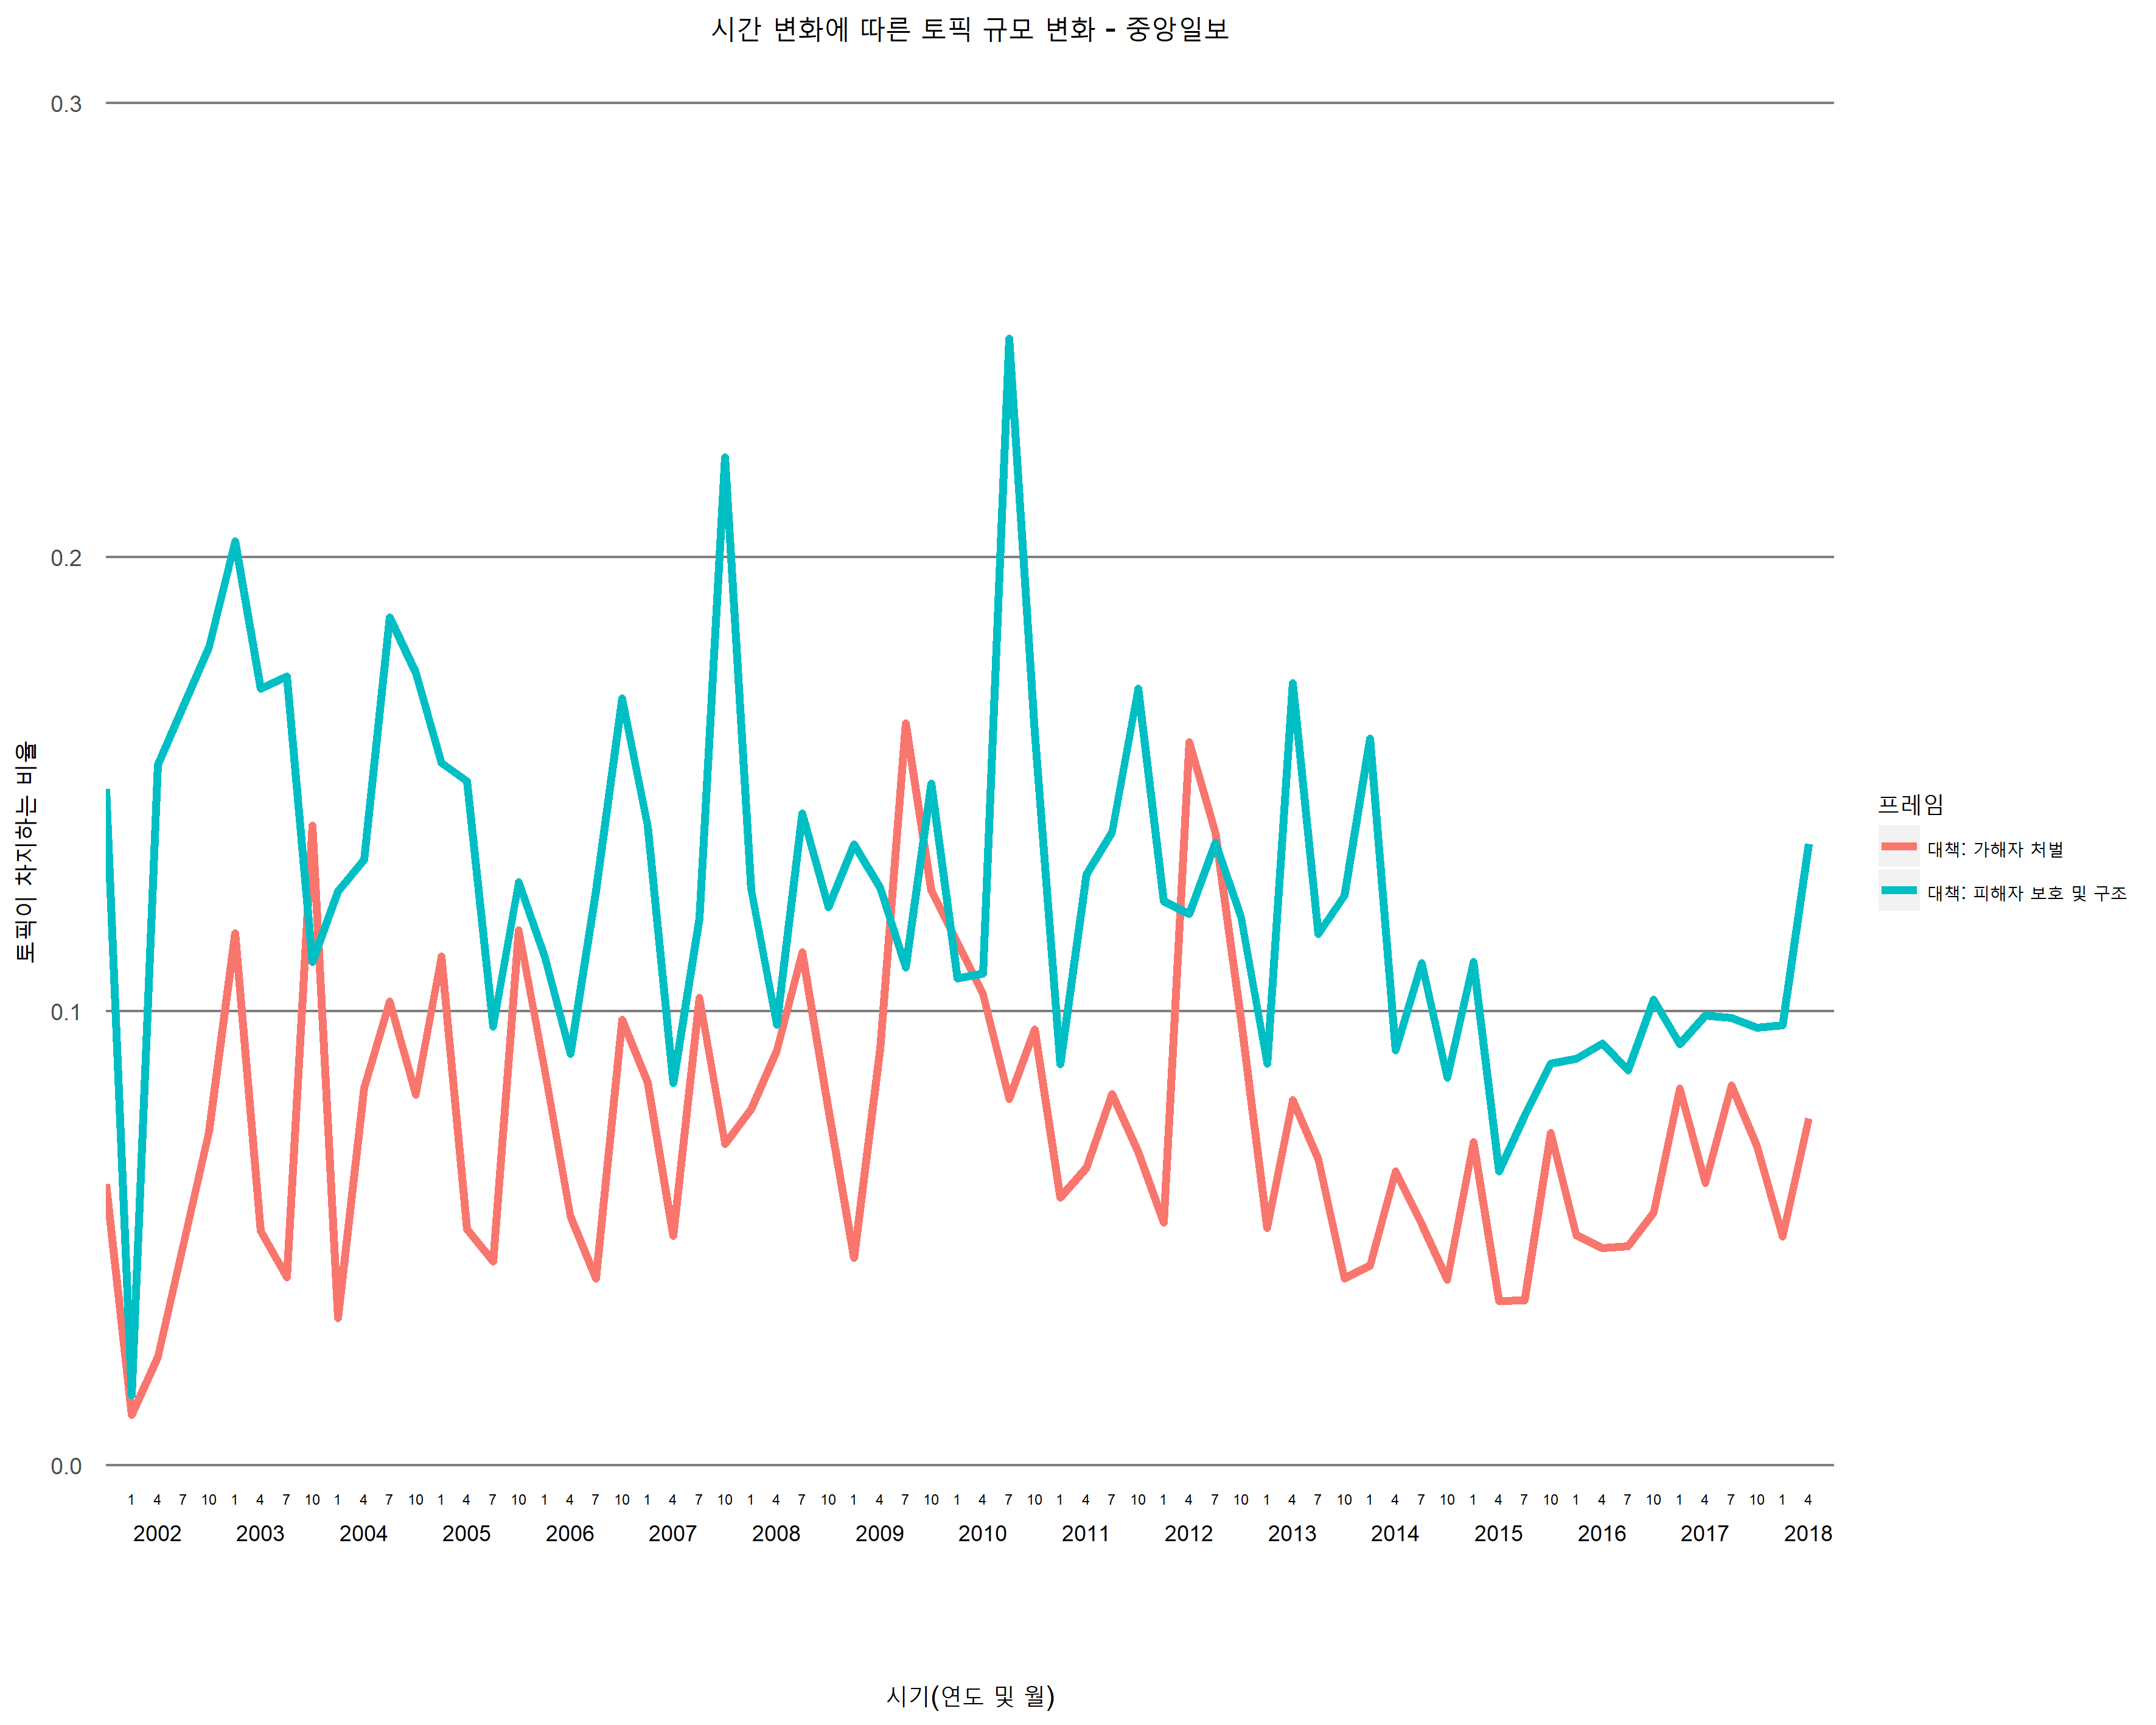 시간 변화에 따른 토픽 규모 변화 - 중앙일보
0.3
0.2
0.1
0.0
토픽이 차지하는 비율
프레임
대책: 가해자 처벌
대책: 피해자 보호 및 구조
1 4 7 10 1 4 7 10 1 4 7 10 1 4 7 10 1 4 7 10 1 4 7 10 1 4 7 10 1 4 7 10 1 4 7 10 1 4 7 10 1 4 7 10 1 4 7 10 1 4 7 10 1 4 7 10 1 4 7 10 1 4 7 10 1 4
2002 2003 2004 2005 2006 2007 2008 2009 2010 2011 2012 2013 2014 2015 2016 2017 2018
시기(연도 및 월)